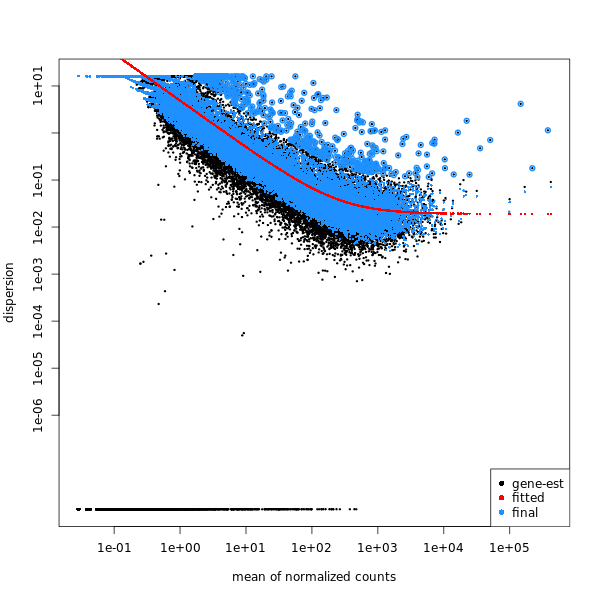 dispersion
1e+01
1e-01
1e-02
1e-03
1e-04
1e-05
1e-06
gene-est
fitted
final
1e-01
1e+00
1e+01
1e+02
1e+03
1e+04
1e+05
mean of normalized counts